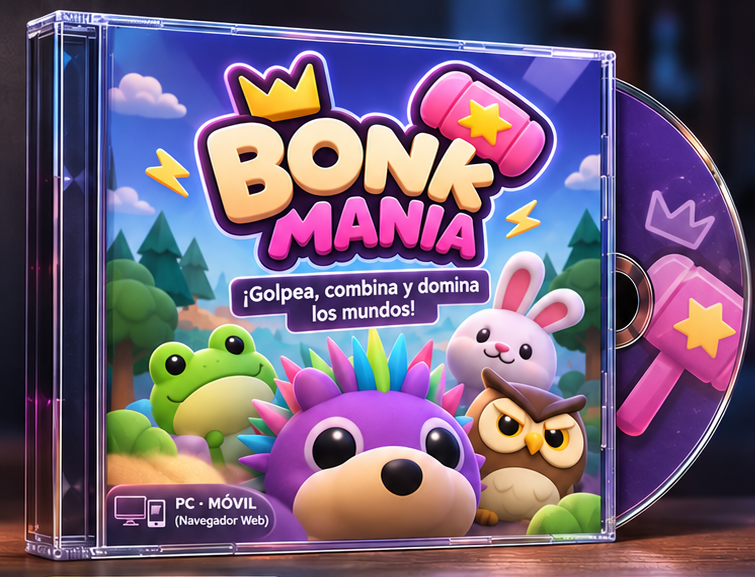 BONK
MANIA
¡Golpea, combina y domina
los mundos!
PC · MÓVIL
(Navegador Web)